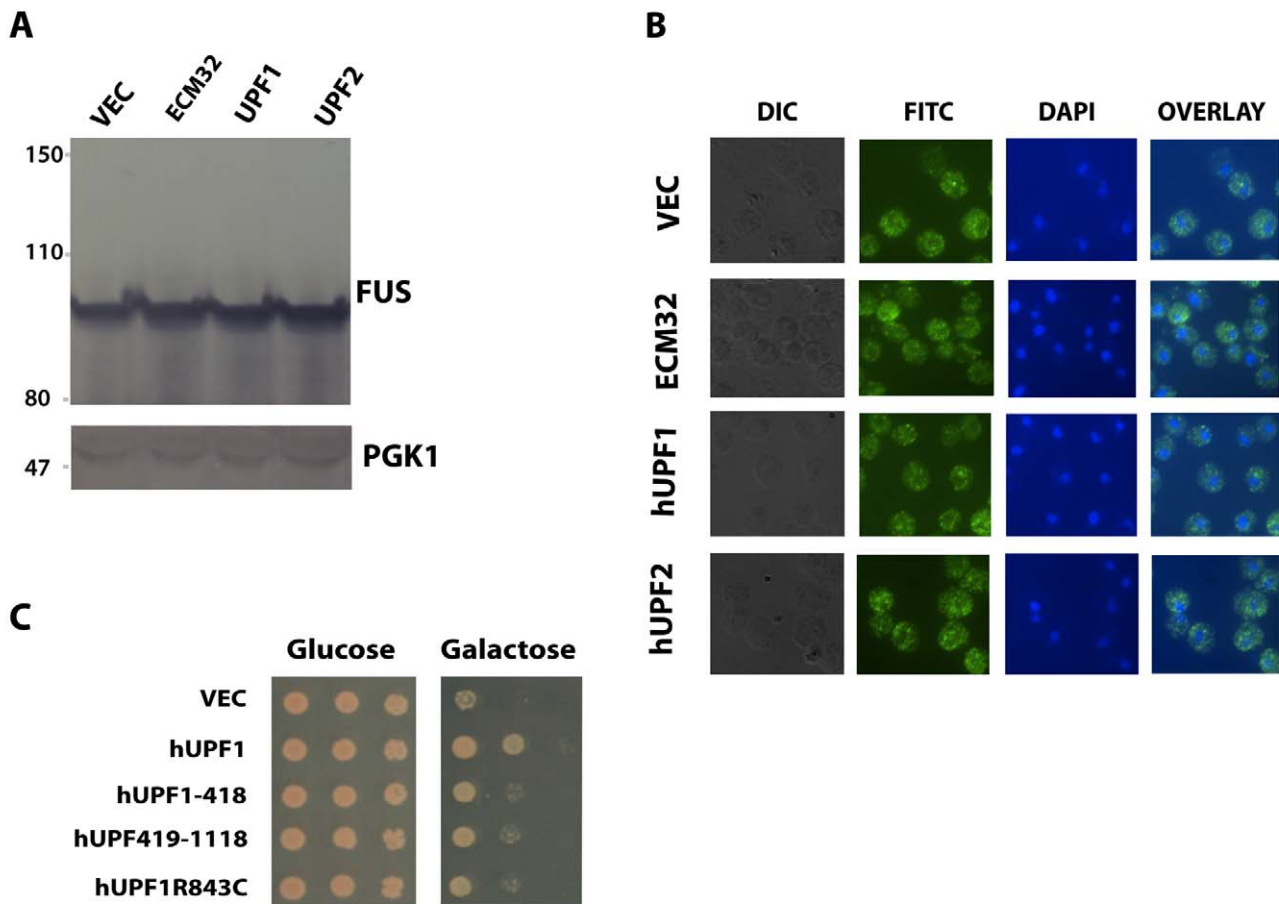 A
VEC ECM32 UPF1 UPF2
150
110
FUS
80
47
PGK1
B
DIC FITC DAPI OVERLAY
VEC
ECM32
hUPF1
hUPF2
C
Glucose Galactose
VEC
hUPF1
hUPF1-418
hUPF419-1118
hUPF1R843C